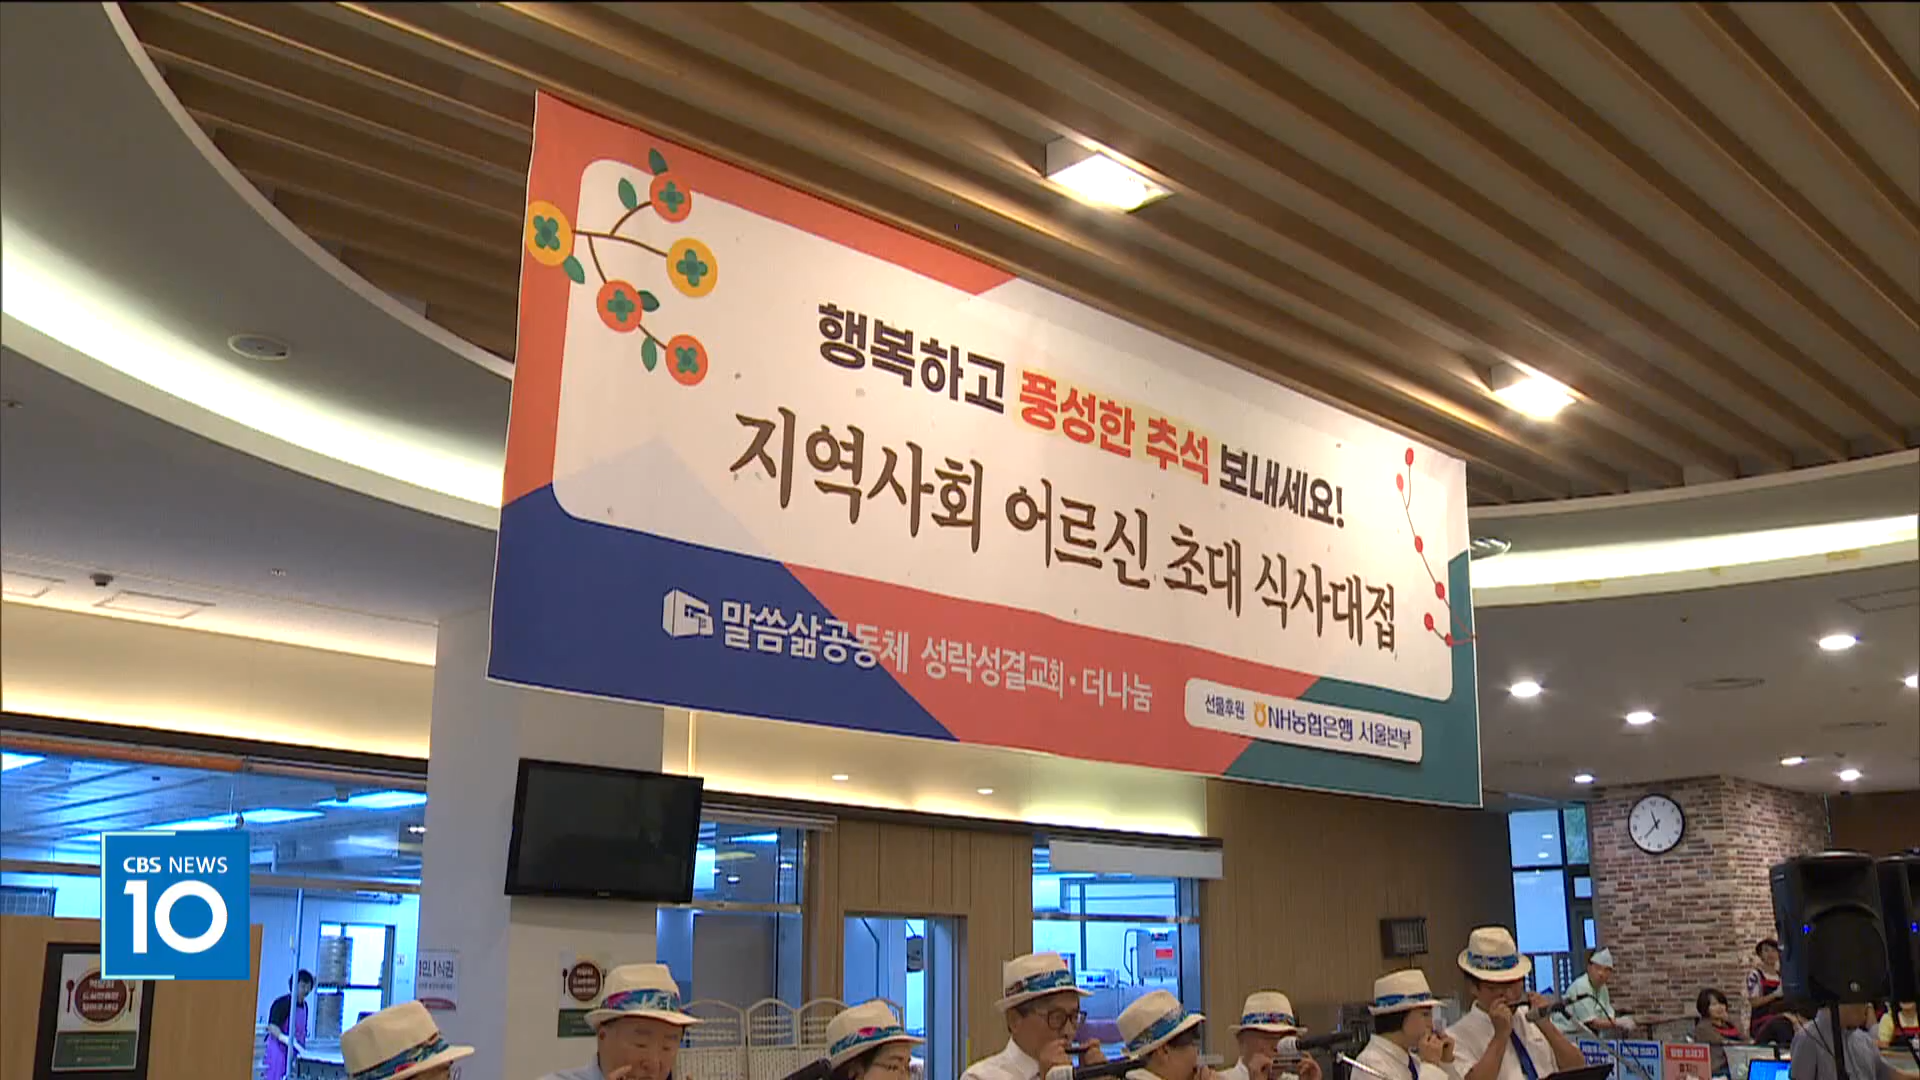 행복하고 풍성한 추석 보내세요!
지역사회 어르신 초대 식사대접
말씀삶공동체 성락성결교회·더나눔
선물후원 NH농협은행 서울본부
CBS NEWS
10
1인 1식권